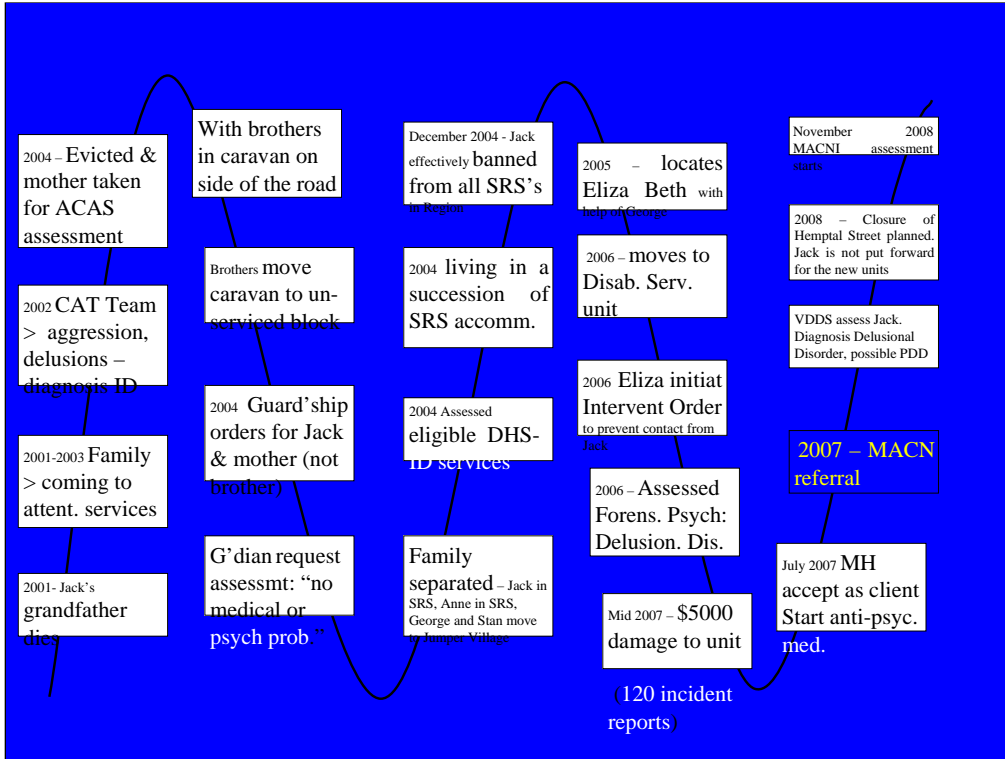 2004 – Evicted &
mother taken
for ACAS
assessment
2002 CAT Team
> aggression,
delusions –
diagnosis ID
2001-2003 Family
> coming to
attent. services
2001- Jack's
grandfather
dies
With brothers
in caravan on
side of the road
Brothers move
caravan to un-
serviced block
2004 Guard'ship
orders for Jack
& mother (not
brother)
G'dian request
assessmt: “no
medical or
psych prob.”
December 2004 - Jack
effectively banned
from all SRS's
in Region
2004 living in a
succession of
SRS accomm.
2004 Assessed
eligible DHS-
ID services
Family
separated – Jack in
SRS, Anne in SRS,
George and Stan move
to Jumper Village
2005 – locates
Eliza Beth with
help of George
2006 – moves to
Disab. Serv.
unit
2006 Eliza initiat
Intervent Order
to prevent contact from
Jack
2006 – Assessed
Forens. Psych:
Delusion. Dis.
Mid 2007 – $5000
damage to unit
(120 incident
reports)
November 2008
MACNI assessment
starts
2008 – Closure of
Hemptal Street planned.
Jack is not put forward
for the new units
VDDS assess Jack.
Diagnosis Delusional
Disorder, possible PDD
2007 – MACN
referral
July 2007 MH
accept as client
Start anti-psyc.
med.